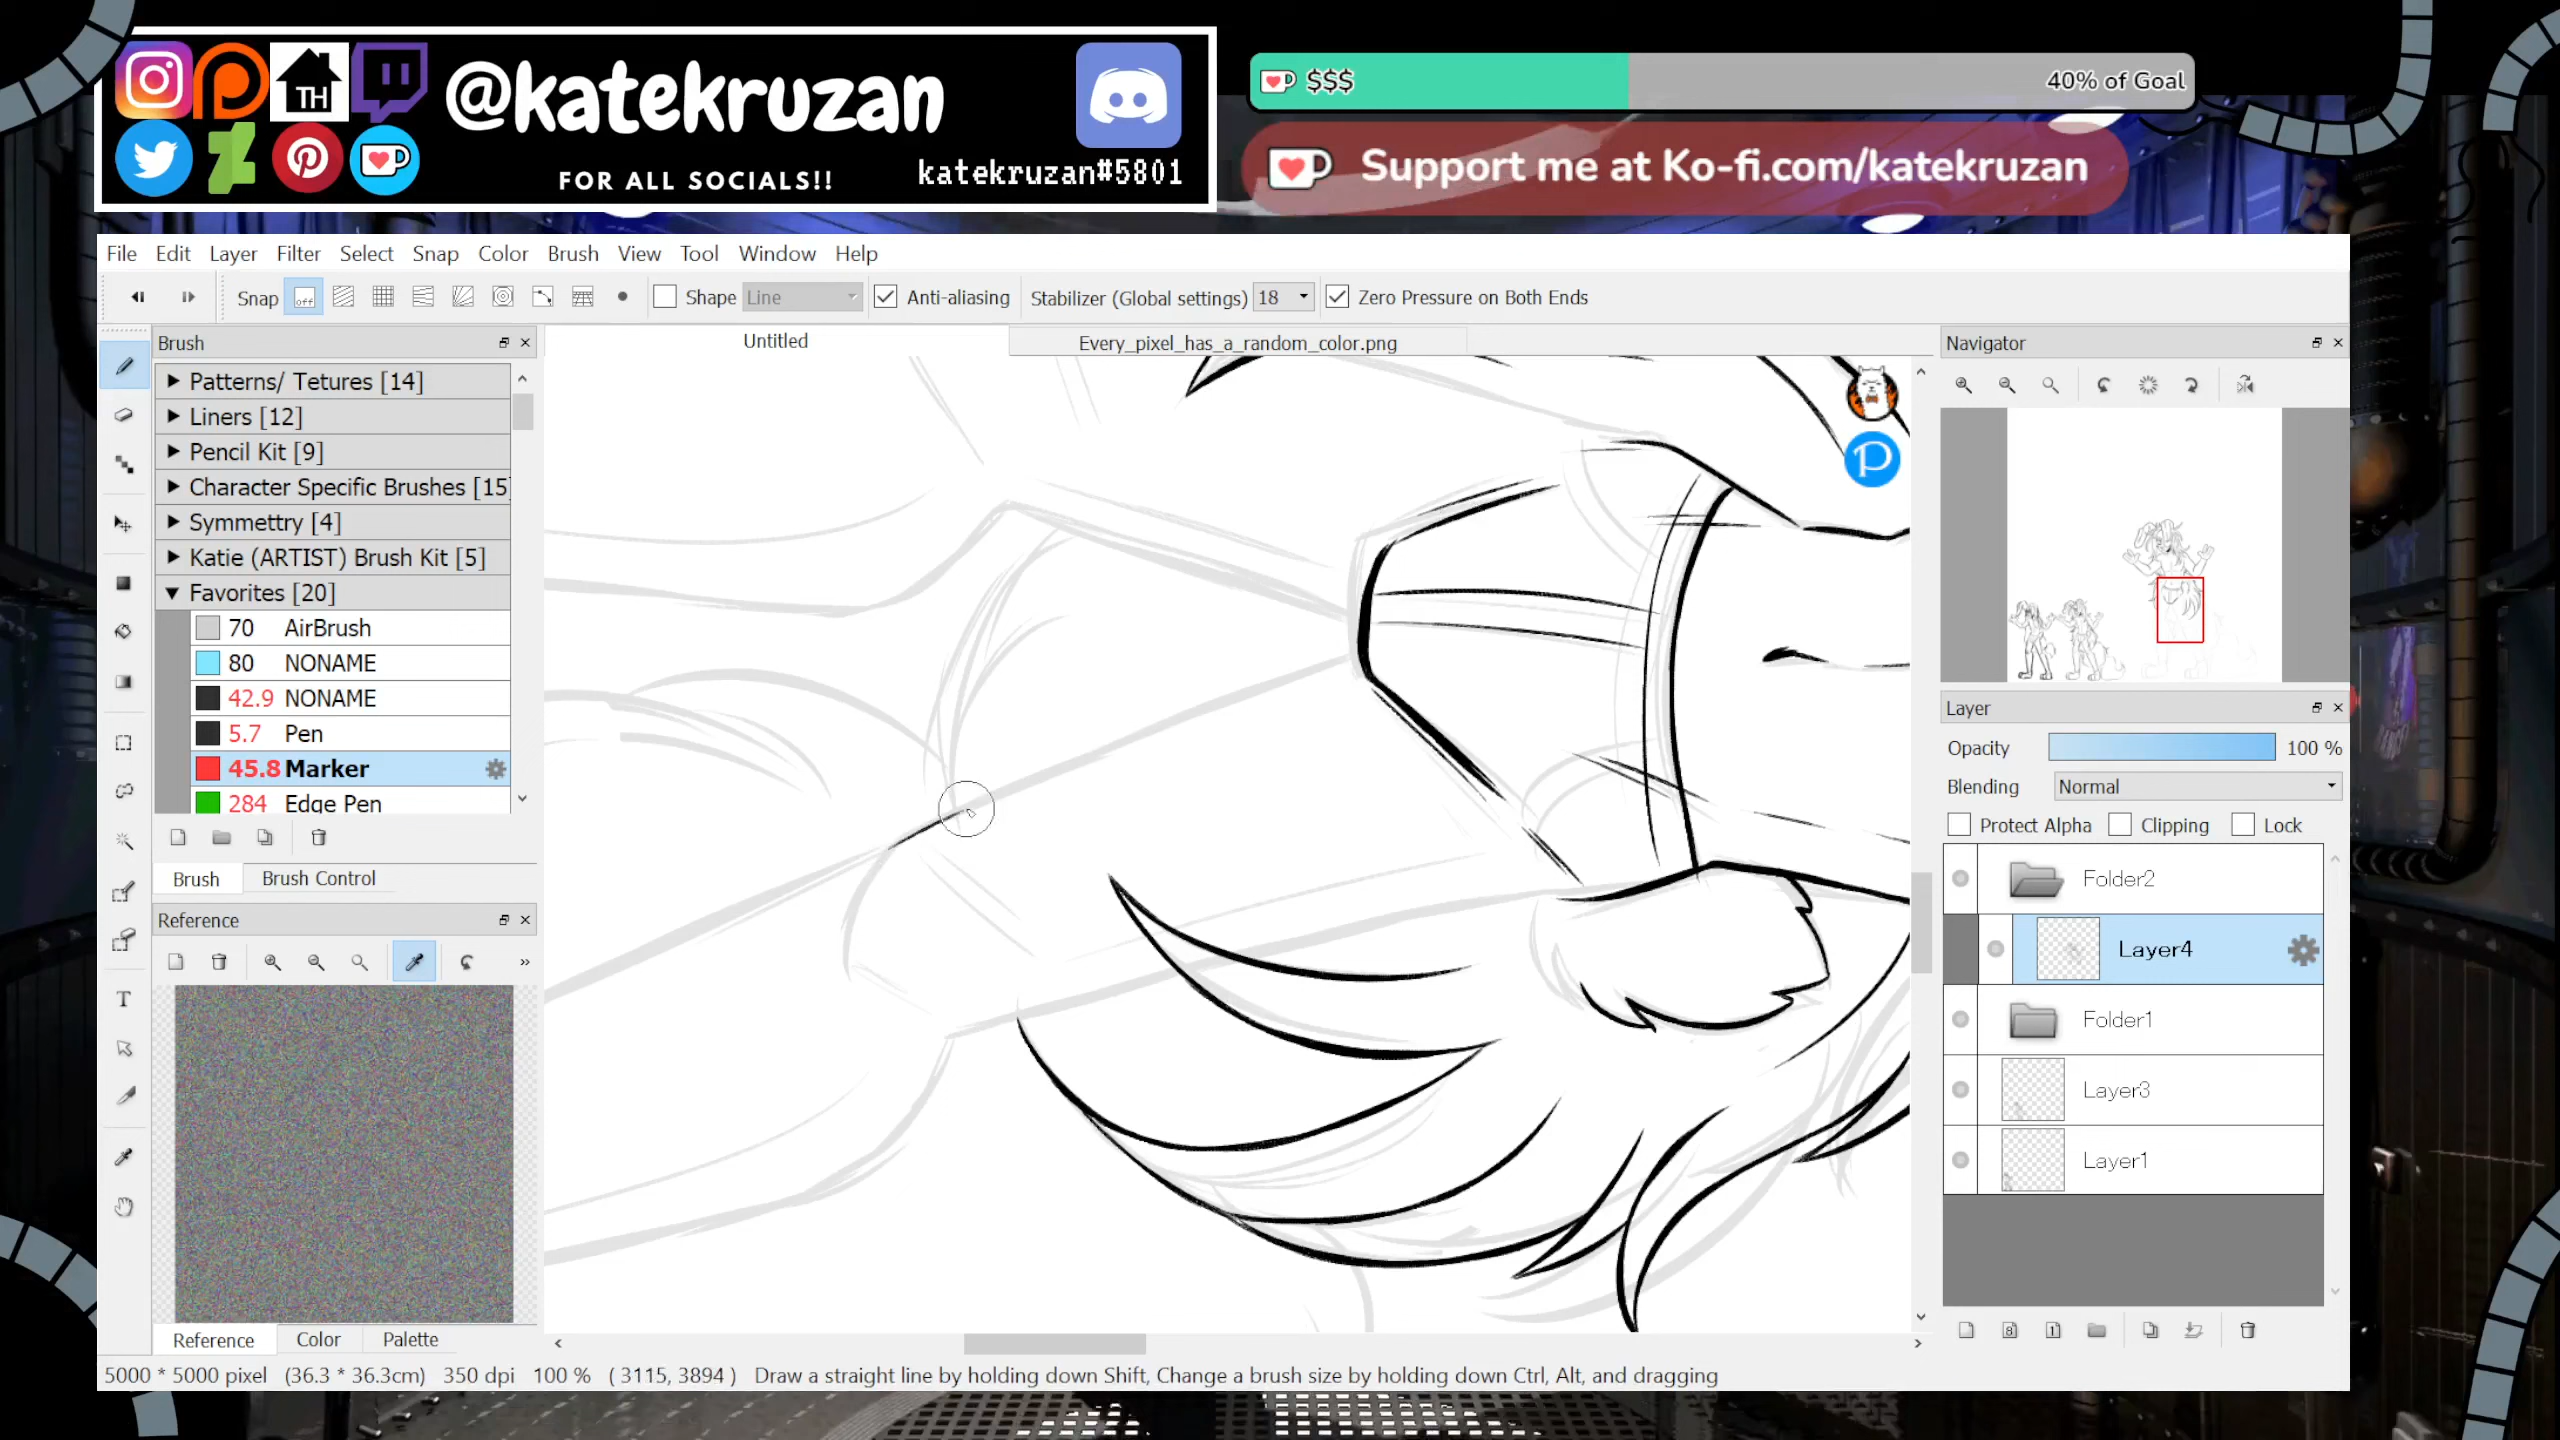 TH
@katekruzan
FOR ALL SOCIALS!!
katekruzan#5801
$$$
40% of Goal
Support me at Ko-fi.com/katekruzan
File Edit Layer Filter Select Snap Color Brush View Tool Window Help
Snap off Shape Line Anti-aliasing Stabilizer (Global settings) 18 Zero Pressure on Both Ends
Brush
Untitled
Every_pixel_has_a_random_color.png
Navigator
Patterns/ Tetures [14]
Liners [12]
Pencil Kit [9]
Character Specific Brushes [15]
Symmettry [4]
Katie (ARTIST) Brush Kit [5]
Favorites [20]
70 AirBrush
80 NONAME
42.9 NONAME
5.7 Pen
45.8 Marker
284 Edge Pen
Brush Brush Control
Reference
»
Reference Color Palette
P
Layer
Opacity 100 %
Blending Normal
Protect Alpha Clipping Lock
Folder2
Layer4
Folder1
Layer3
Layer1
8 1
T
5000 * 5000 pixel (36.3 * 36.3cm) 350 dpi 100 % ( 3115, 3894 ) Draw a straight line by holding down Shift, Change a brush size by holding down Ctrl, Alt, and dragging